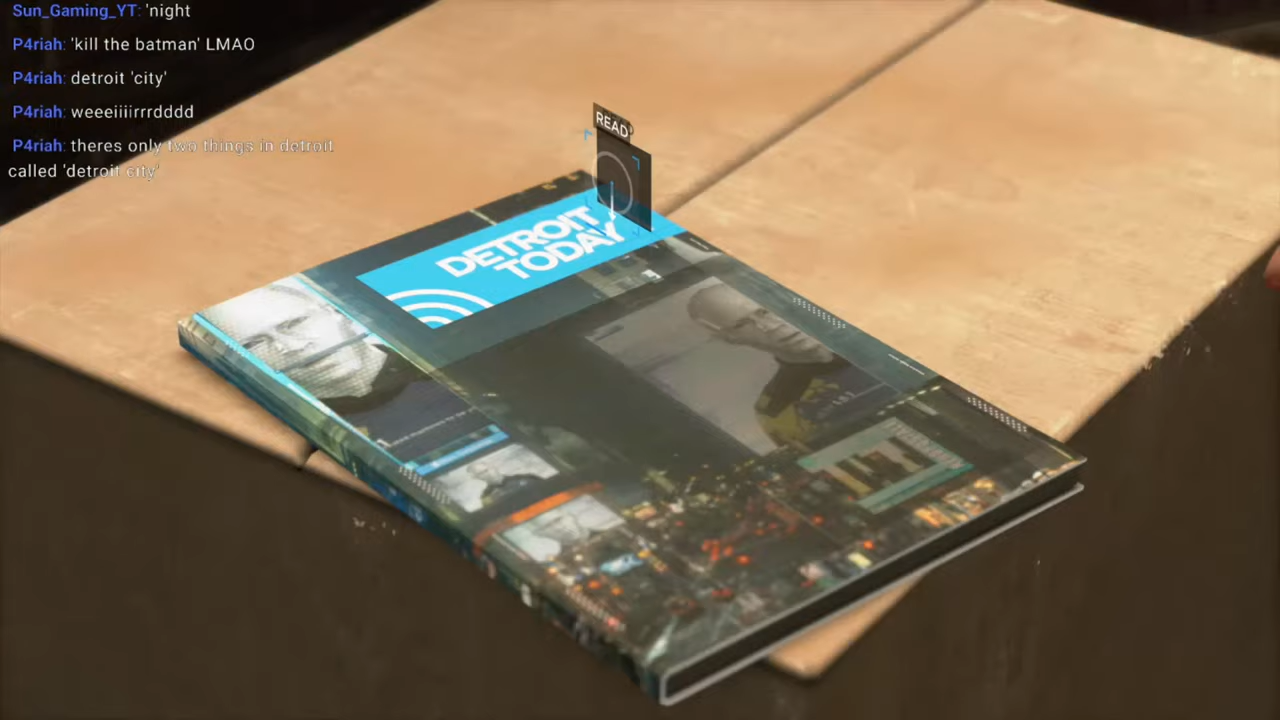 Sun_Gaming_YT: 'night
P4riah: 'kill the batman' LMAO
P4riah: detroit 'city'
P4riah: weeeiiiirrrdddd
P4riah: theres only two things in detroit
called 'detroit city'
READ
DETROIT
TODAY